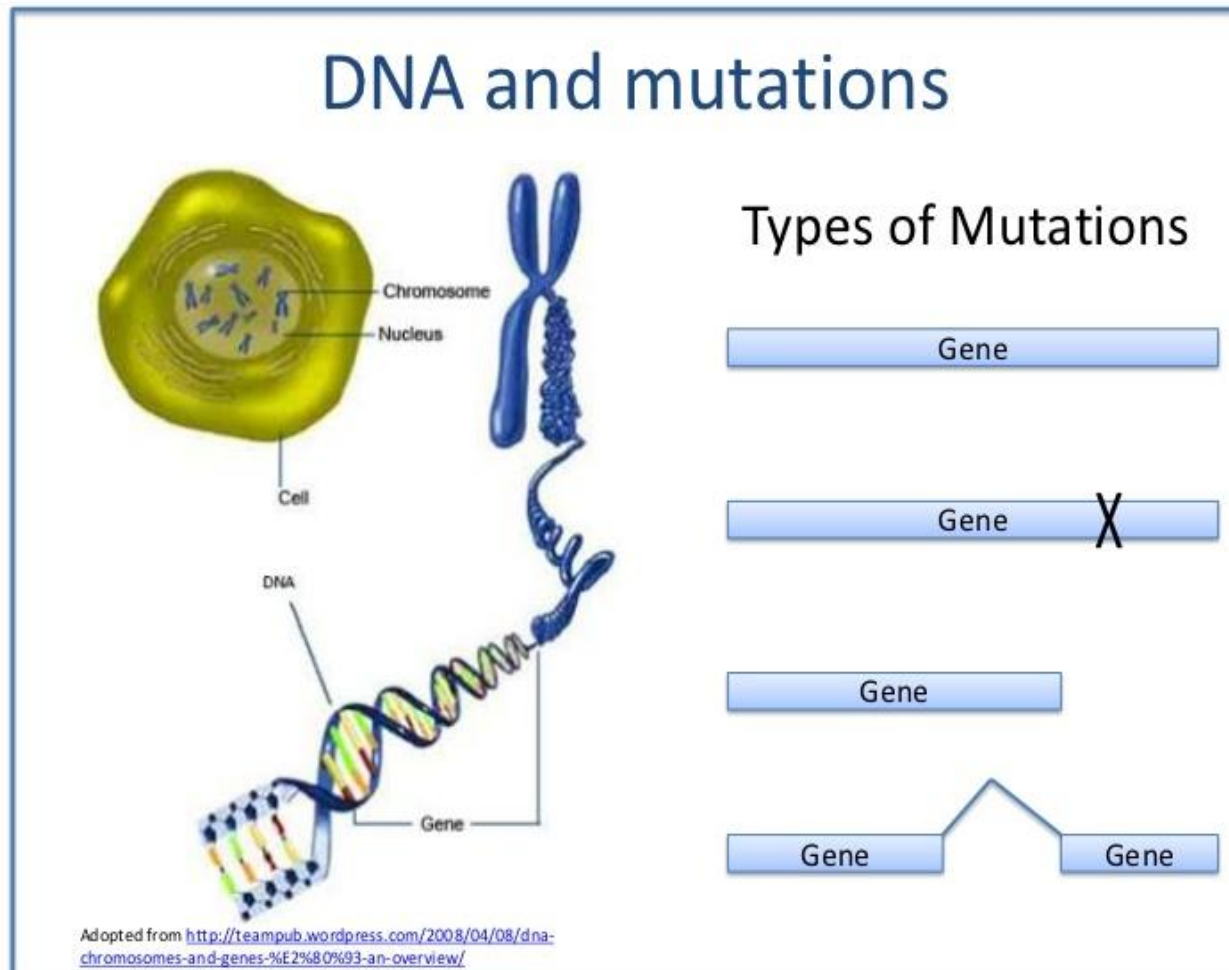 DNA and mutations
Chromosome
Nucleus
Cell
DNA
Gene
Types of Mutations
Gene
Gene
X
Gene
Gene
Gene
Adopted from http://teampub.wordpress.com/2008/04/08/dna-
chromosomes-and-genes-%E2%80%93-an-overview/